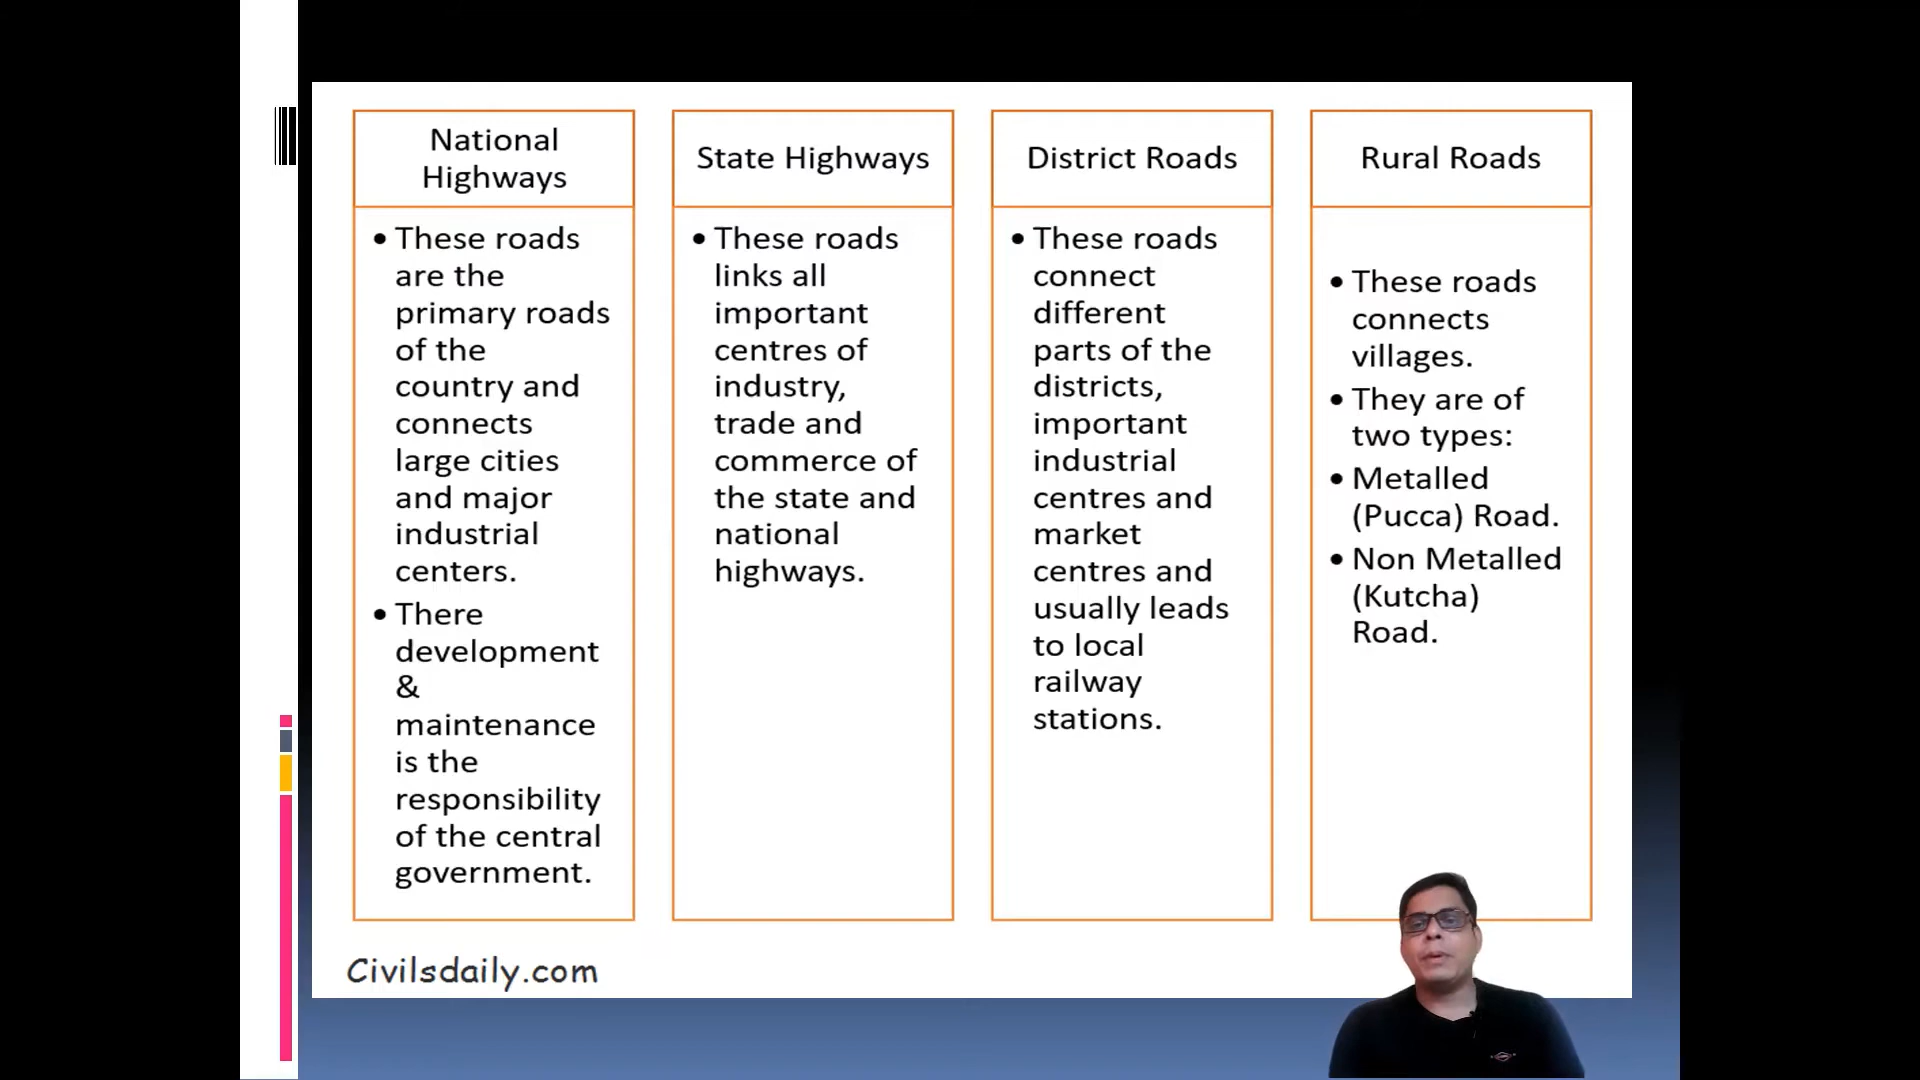 National
Highways
• These roads
are the
primary roads
of the
country and
connects
large cities
and major
industrial
centers.
• There
development
&
maintenance
is the
responsibility
of the central
government.
State Highways
• These roads
links all
important
centres of
industry,
trade and
commerce of
the state and
national
highways.
District Roads
• These roads
connect
different
parts of the
districts,
important
industrial
centres and
market
centres and
usually leads
to local
railway
stations.
Rural Roads
• These roads
connects
villages.
• They are of
two types:
• Metalled
(Pucca) Road.
• Non Metalled
(Kutcha)
Road.
Civilsdaily.com